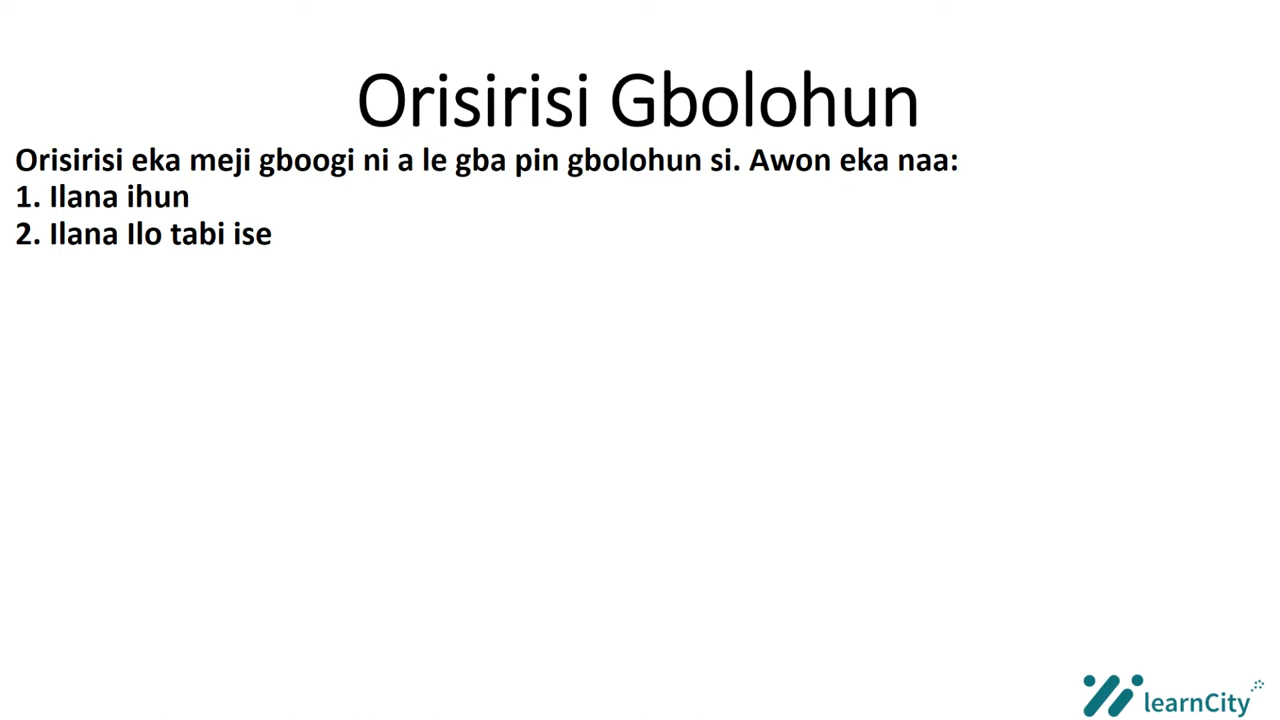 Orisirisi Gbolohun
Orisirisi eka meji gboogi ni a le gba pin gbolohun si. Awon eka naa:
1. Ilana ihun
2. Ilana Ilo tabi ise
learnCity